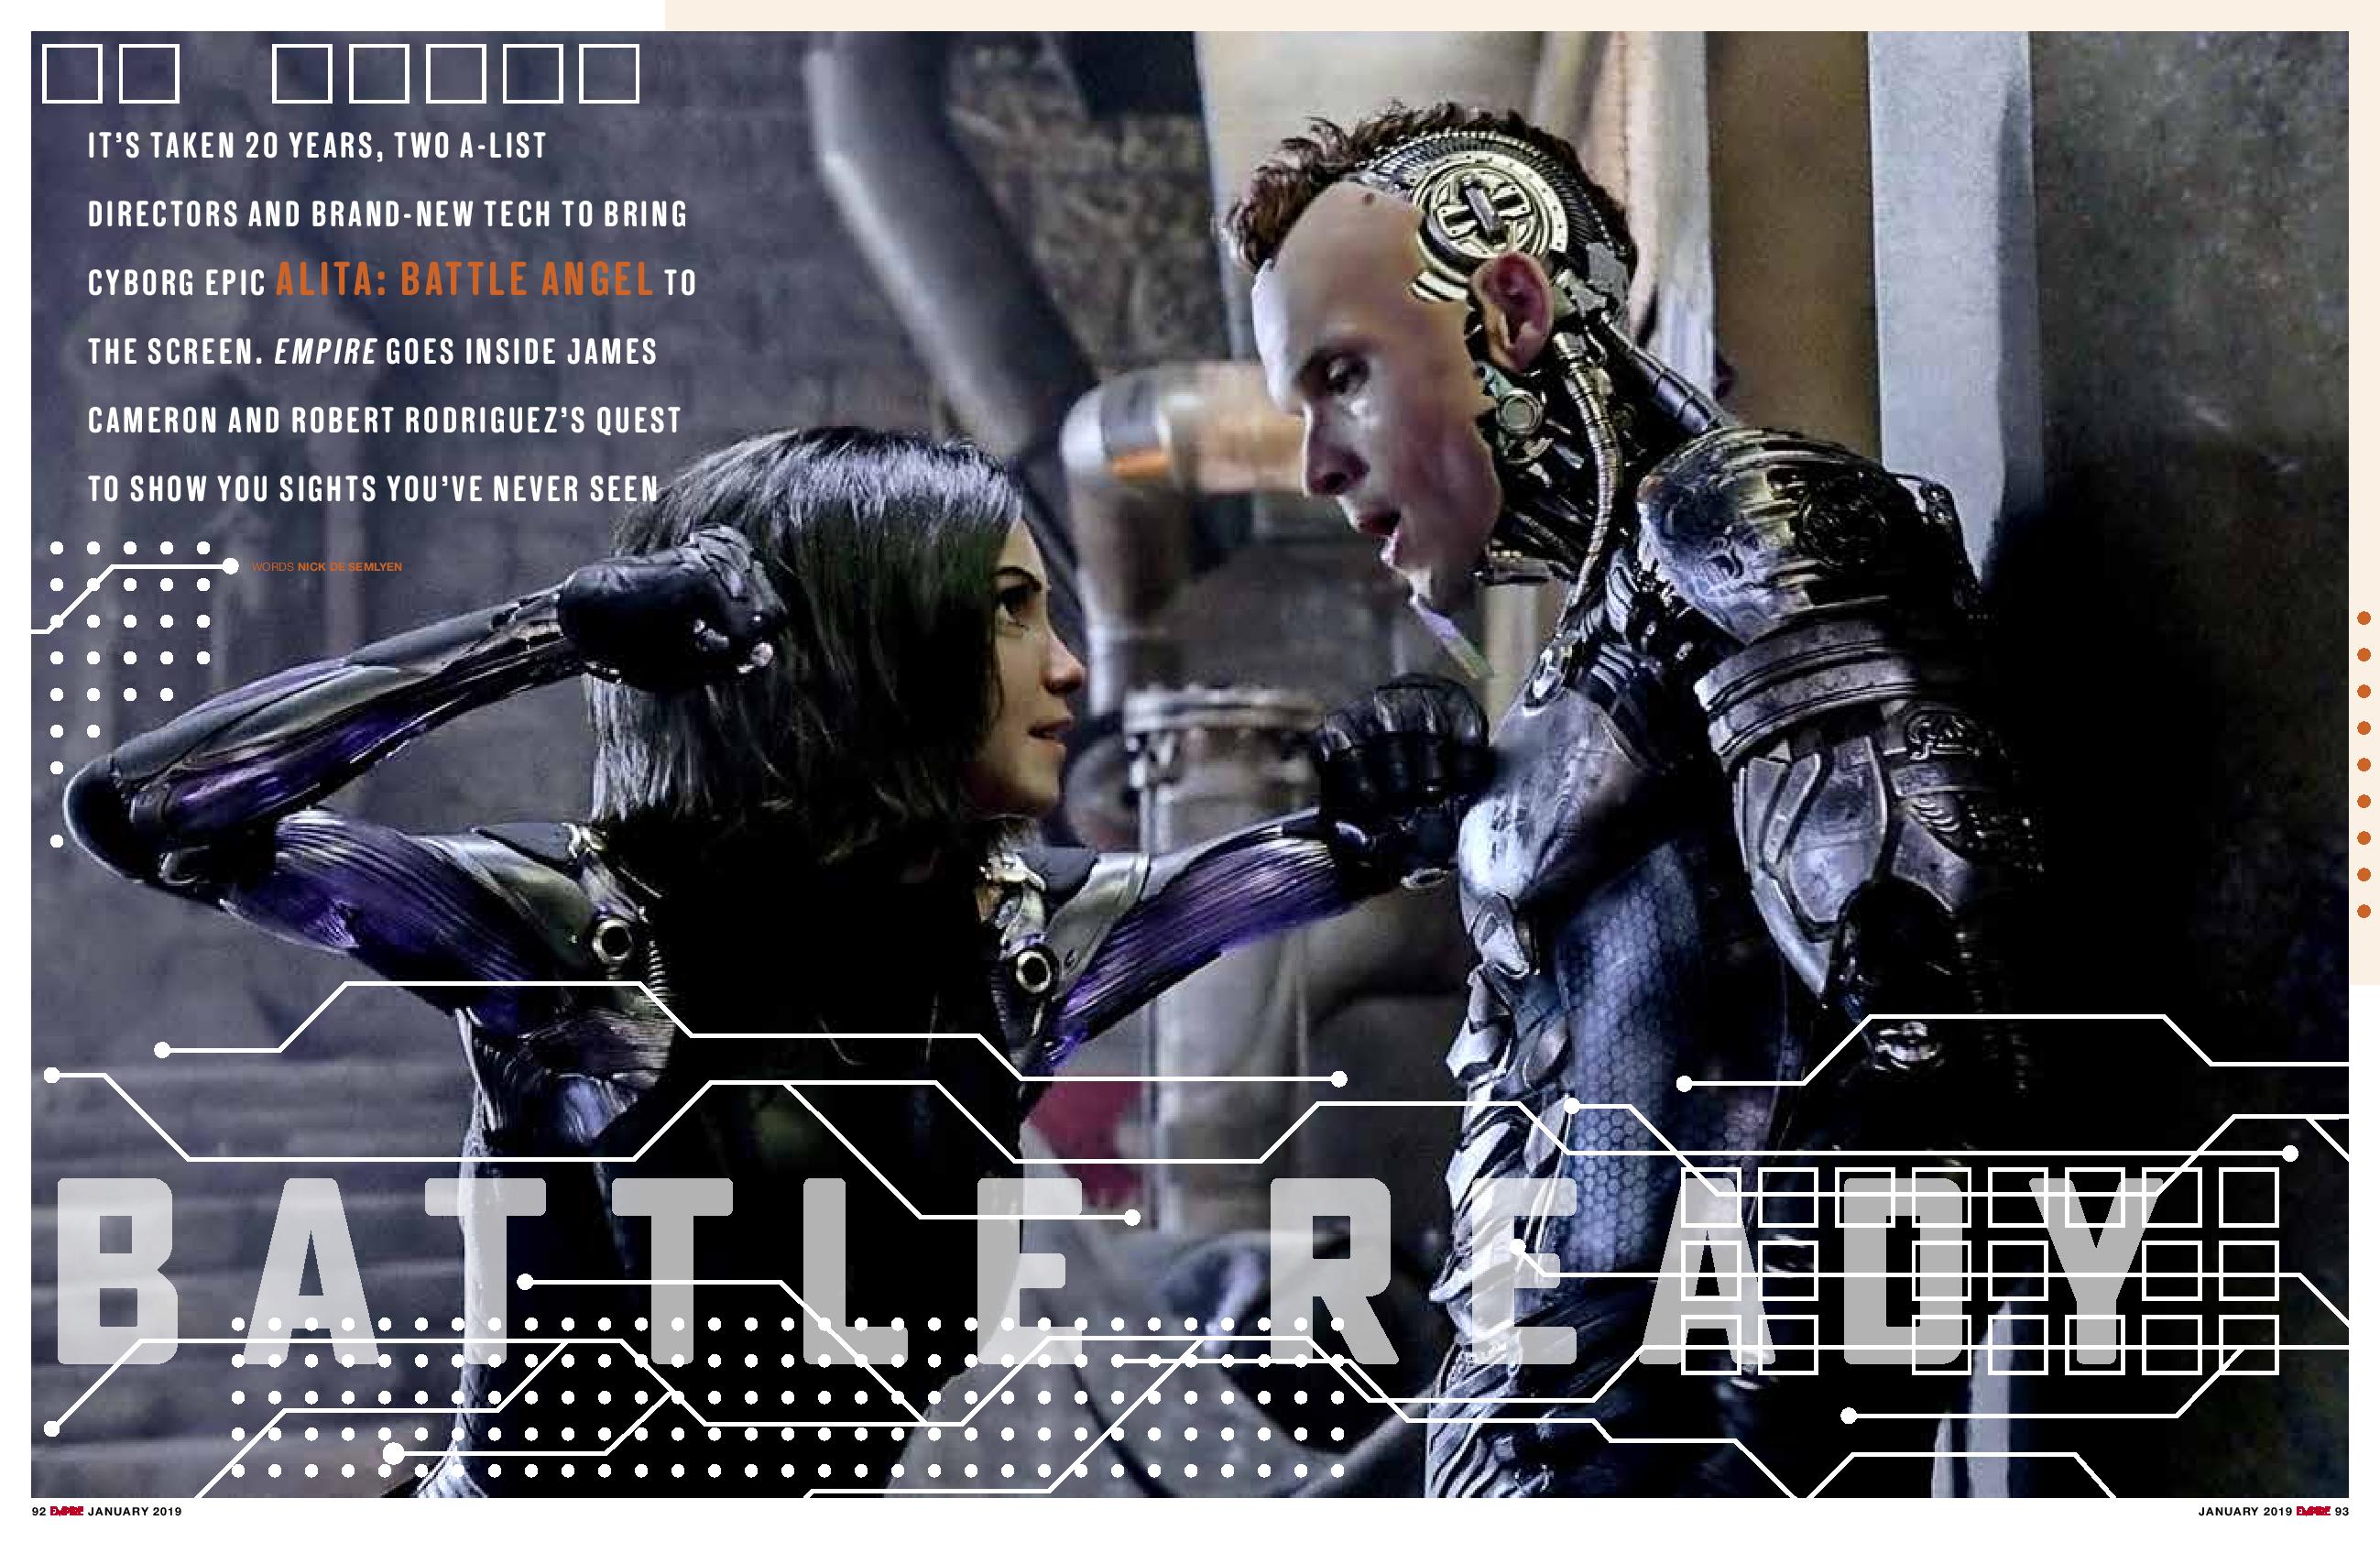 IT'S TAKEN 20 YEARS, TWO A-LIST
DIRECTORS AND BRAND-NEW TECH TO BRING
CYBORG EPIC ALITA: BATTLE ANGEL TO
THE SCREEN. EMPIRE GOES INSIDE JAMES
CAMERON AND ROBERT RODRIGUEZ'S QUEST
TO SHOW YOU SIGHTS YOU'VE NEVER SEEN
WORDS NICK DE SEMLYEN
BATTLE READY
92 EMPIRE JANUARY 2019
JANUARY 2019 EMPIRE 93